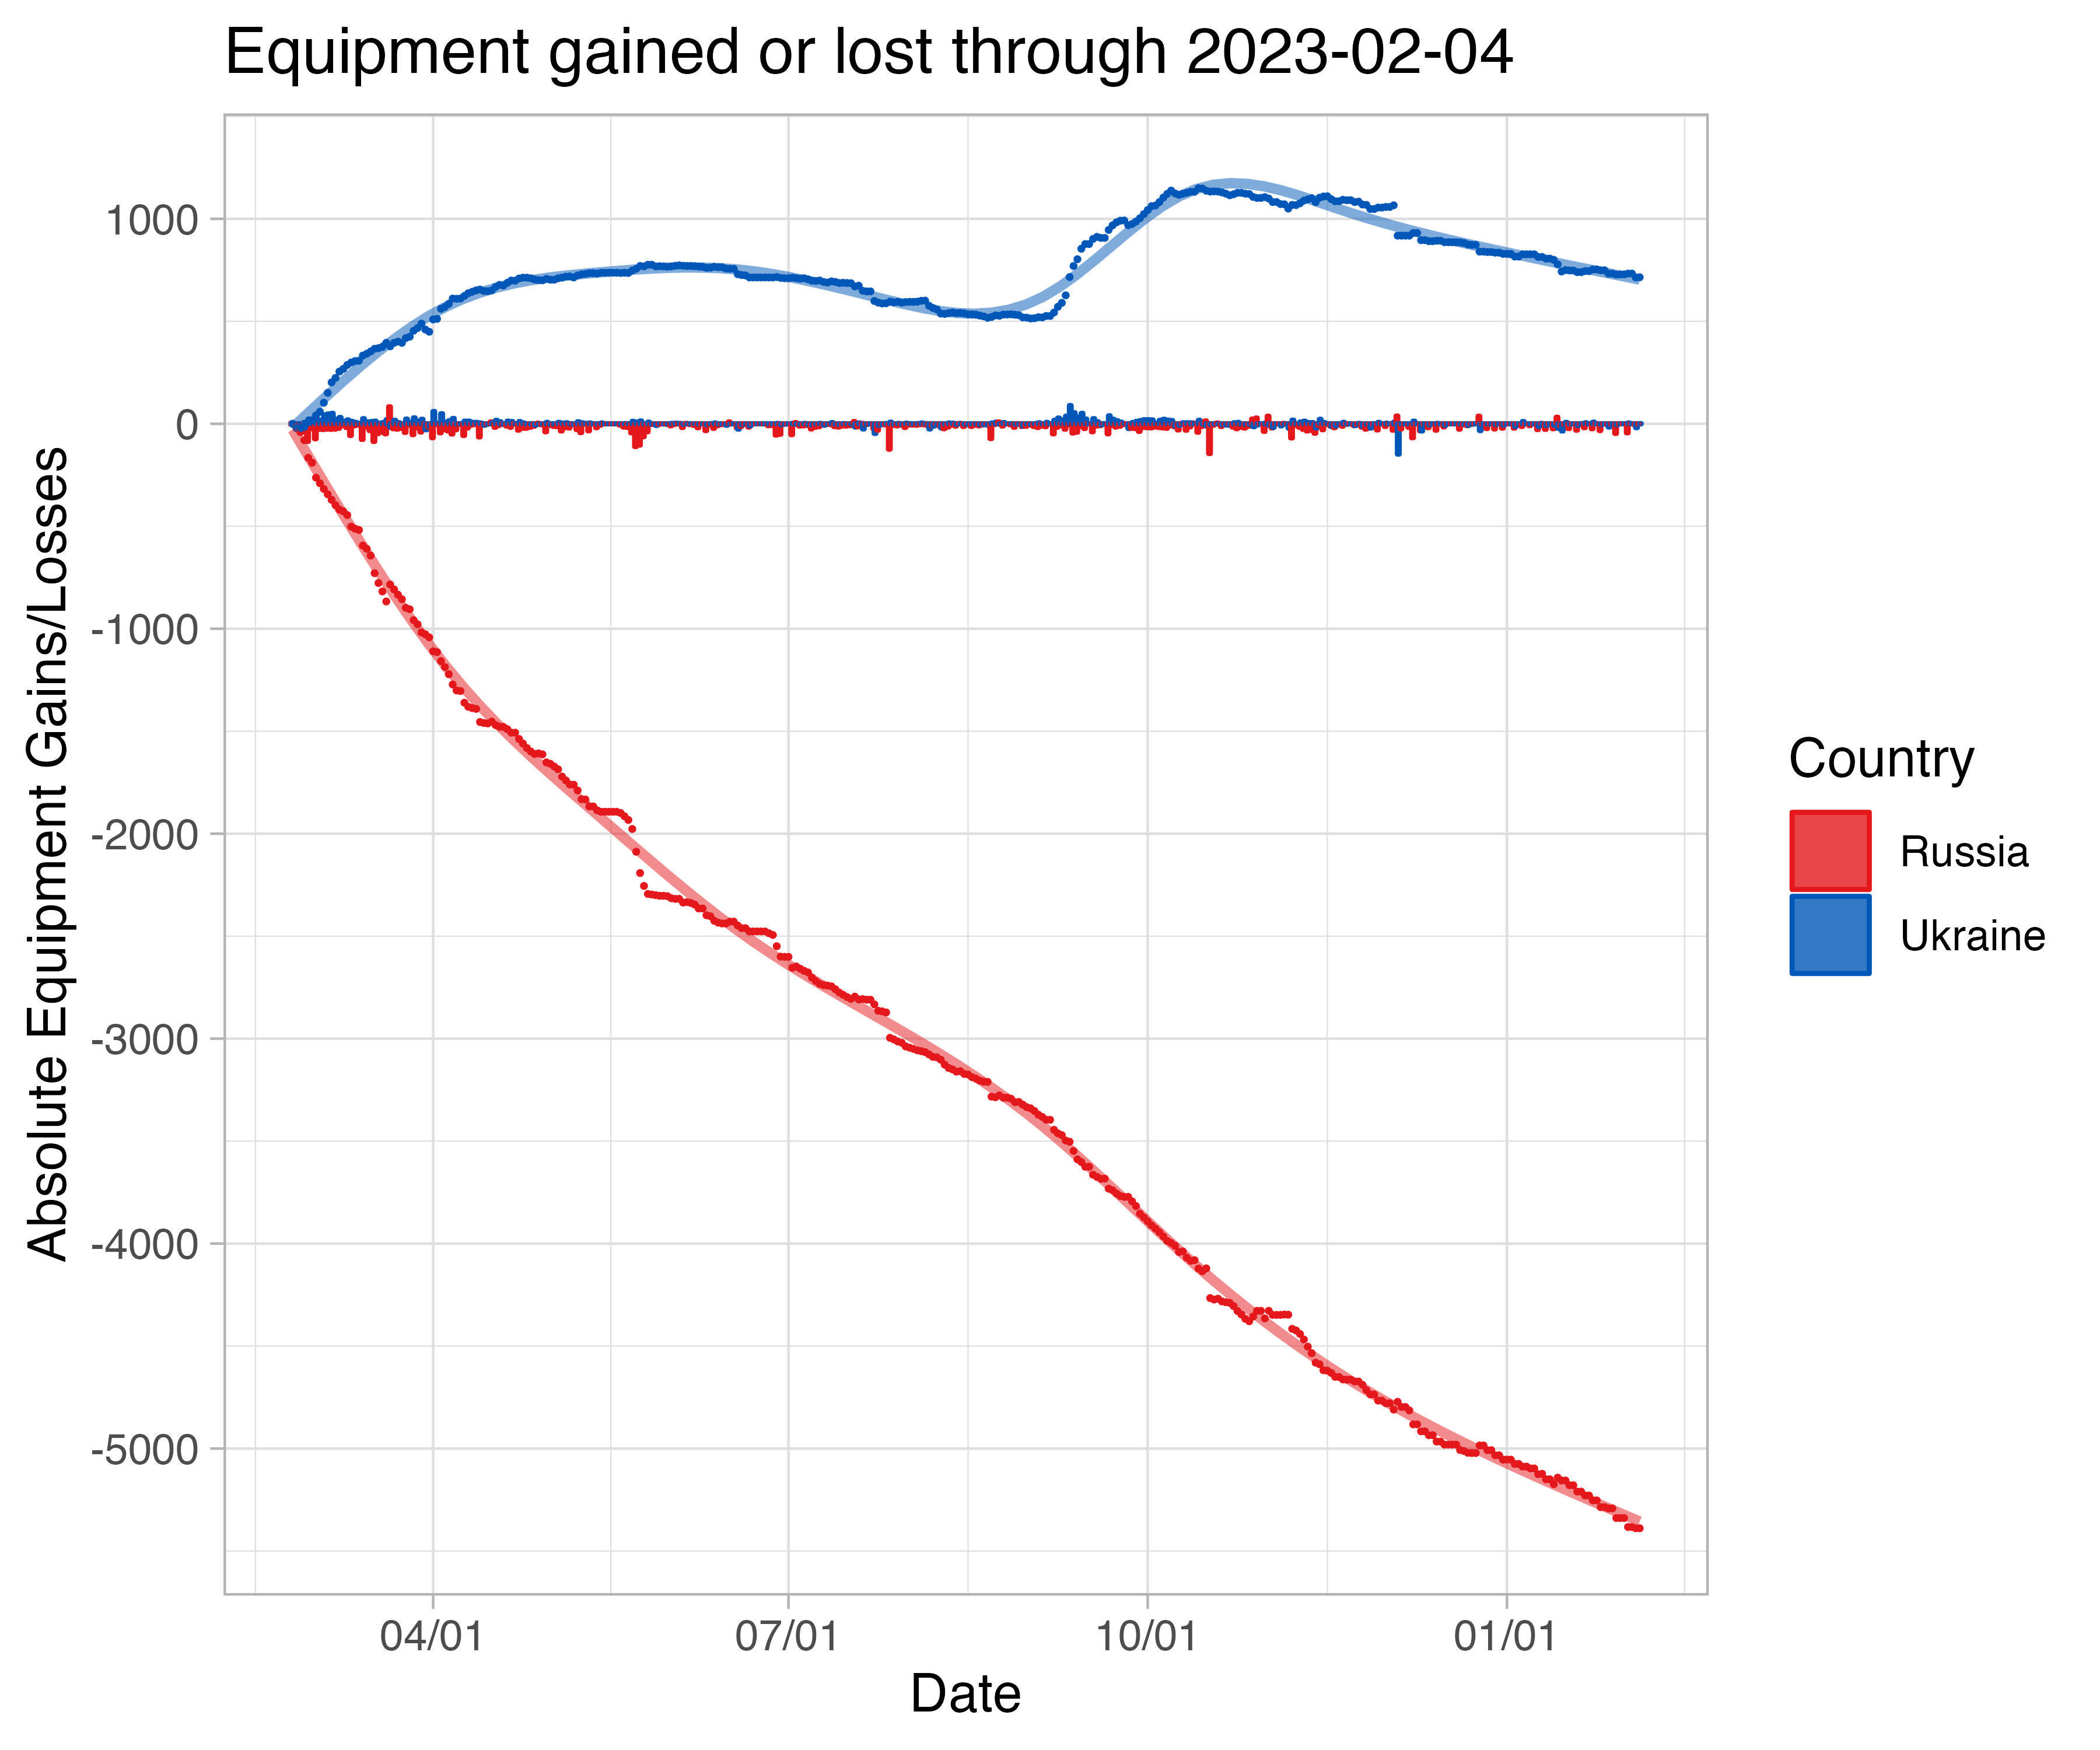 Equipment gained or lost through 2023-02-04
Absolute Equipment Gains/Losses
1000
0
-1000
-2000
-3000
-4000
-5000
04/01
07/01
10/01
01/01
Date
Country
Russia
Ukraine